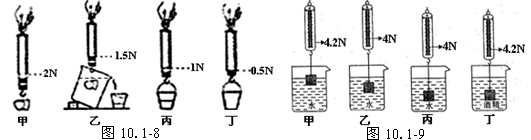 2N 1.5N 1N 0.5N 4.2N 4N 4N 4.2N
水 水 水 酒精
甲 乙 丙 丁 甲 乙 丙 丁
图 10.1-8 图 10.1-9